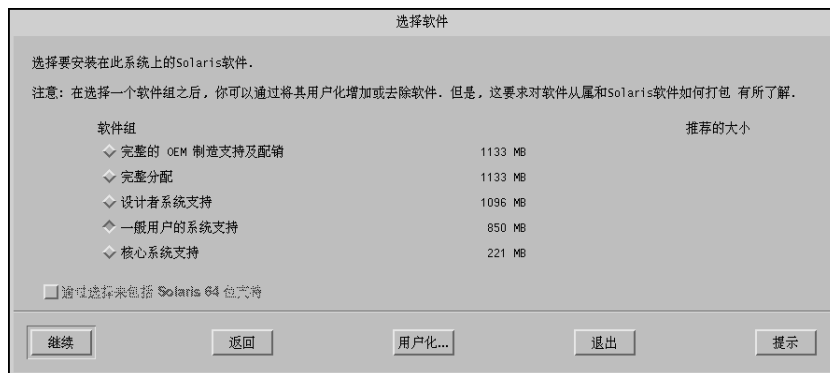 选择软件
选择要安装在此系统上的Solaris软件.
注意: 在选择一个软件组之后, 你可以通过将其用户化增加或去除软件. 但是, 这要求对软件从属和Solaris软件如何打包 有所了解.
软件组 推荐的大小
完整的 OEM 制造支持及配销 1133 MB
完整分配 1133 MB
设计者系统支持 1096 MB
一般用户的系统支持 850 MB
核心系统支持 221 MB
通过选择来包括 Solaris 64 位支持
继续 返回 用户化... 退出 提示